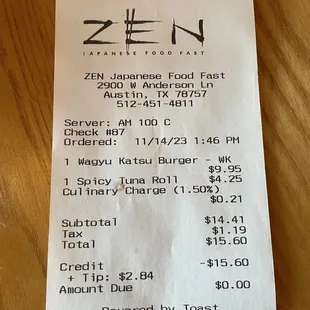 ZEN
JAPANESE FOOD FAST
ZEN Japanese Food Fast
2900 W Anderson Ln
Austin, TX 78757
512-451-4811
Server: AM 100 C
Check #87
Ordered: 11/14/23 1:46 PM
1 Wagyu Katsu Burger - WK
$9.95
1 Spicy Tuna Roll $4.25
Culinary Charge (1.50%)
$0.21
Subtotal $14.41
Tax $1.19
Total $15.60
Credit -$15.60
+ Tip: $2.84
Amount Due $0.00
Powered by Toast